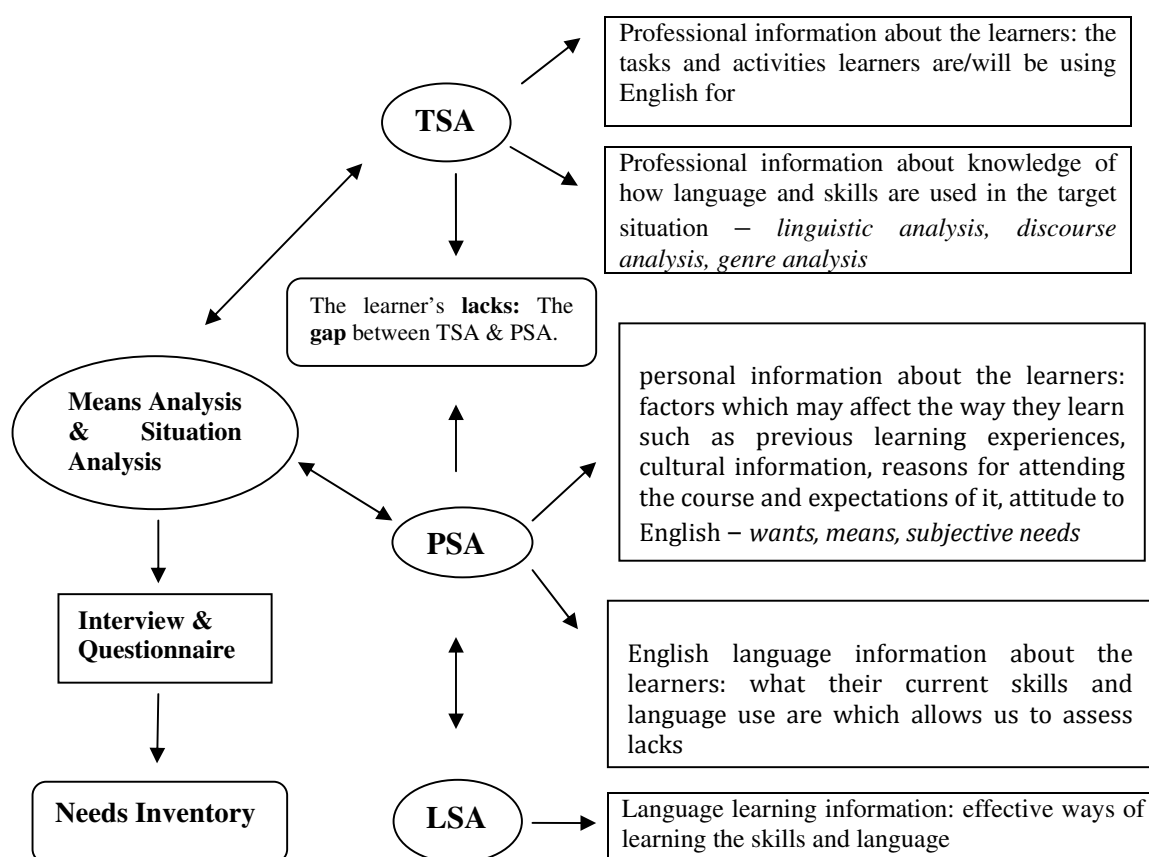 Professional information about the learners: the
tasks and activities learners are/will be using
English for
TSA
Professional information about knowledge of
how language and skills are used in the target
situation – linguistic analysis, discourse
analysis, genre analysis
The learner’s lacks: The
gap between TSA & PSA.
Means Analysis
& Situation
Analysis
personal information about the learners:
factors which may affect the way they learn
such as previous learning experiences,
cultural information, reasons for attending
the course and expectations of it, attitude to
English – wants, means, subjective needs
PSA
Interview &
Questionnaire
English language information about the
learners: what their current skills and
language use are which allows us to assess
lacks
Needs Inventory
LSA
Language learning information: effective ways of
learning the skills and language